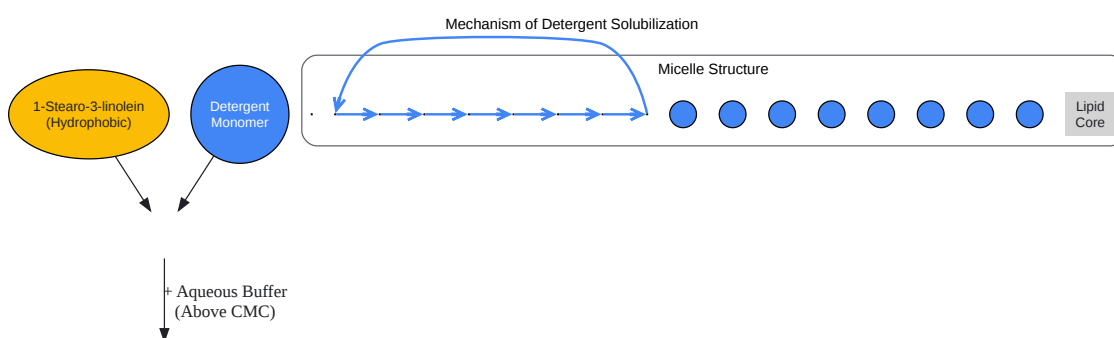 Mechanism of Detergent Solubilization
1-Stearo-3-linolein
(Hydrophobic)
Detergent
Monomer
Micelle Structure
Lipid
Core
+ Aqueous Buffer
(Above CMC)